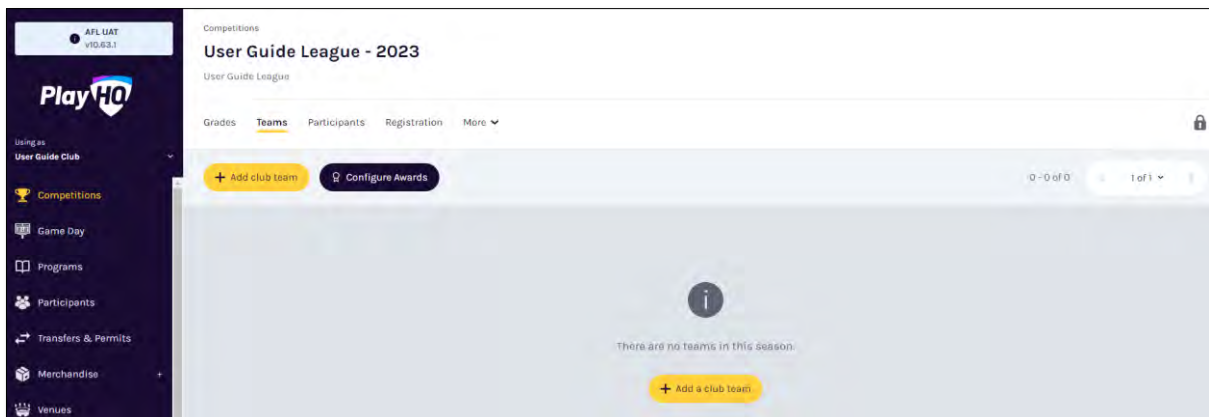 AFL UAT
v10.63.1
PlayHQ
Using as
User Guide Club
Competitions
Game Day
Programs
Participants
Transfers & Permits
Merchandise +
Venues
Competitions
User Guide League - 2023
User Guide League
Grades Teams Participants Registration More
+ Add club team Configure Awards 0 - 0 of 0 1 of 1
There are no teams in this season.
+ Add a club team